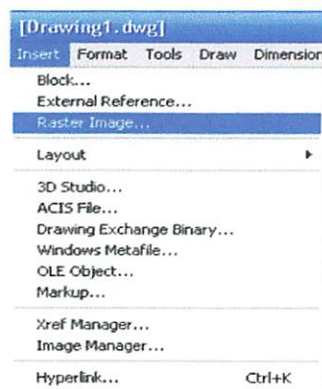 [Drawing1.dwg]
Insert Format Tools Draw Dimension
Block...
External Reference...
Raster Image...
Layout
3D Studio...
ACIS File...
Drawing Exchange Binary...
Windows Metafile...
OLE Object...
Markup...
Xref Manager...
Image Manager...
Hyperlink... Ctrl+K